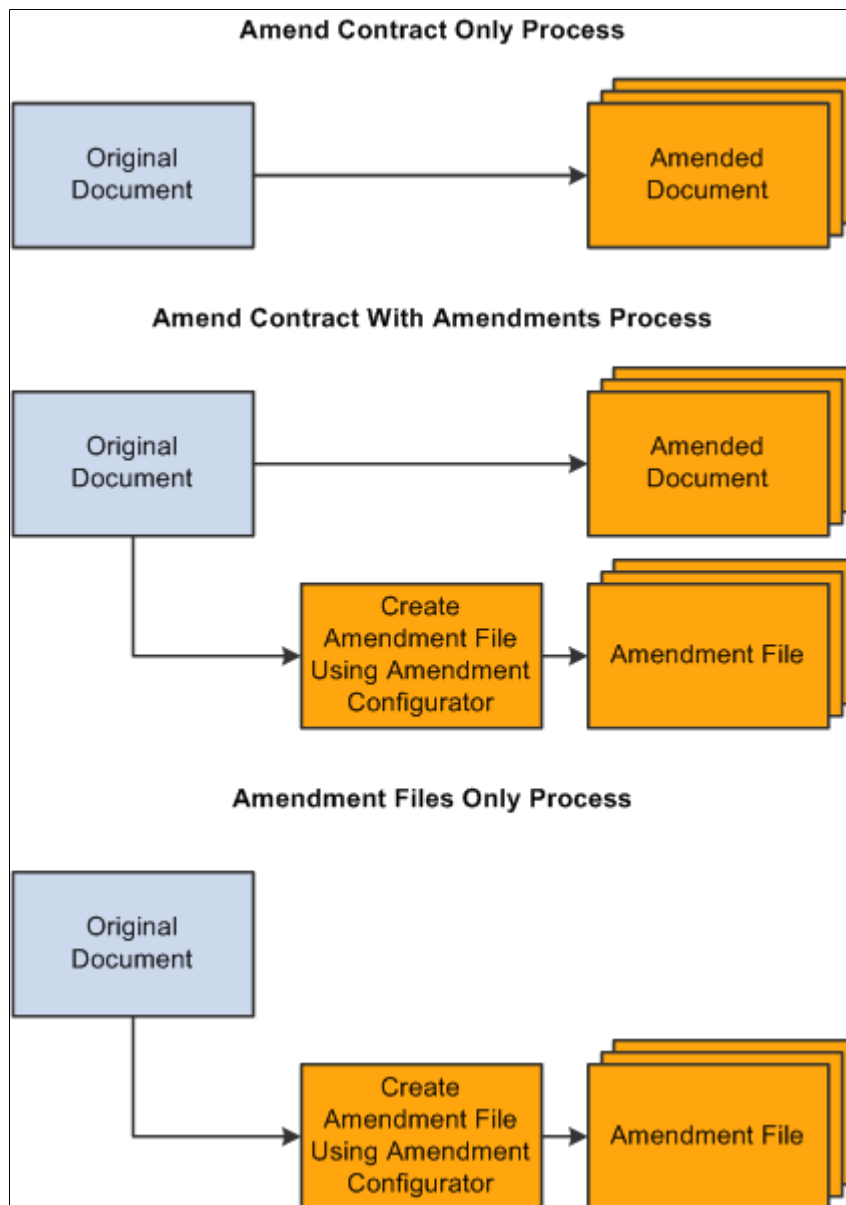 Amend Contract Only Process
Original
Document
Amended
Document
Amend Contract With Amendments Process
Original
Document
Amended
Document
Create
Amendment File
Using Amendment
Configurator
Amendment File
Amendment Files Only Process
Original
Document
Create
Amendment File
Using Amendment
Configurator
Amendment File